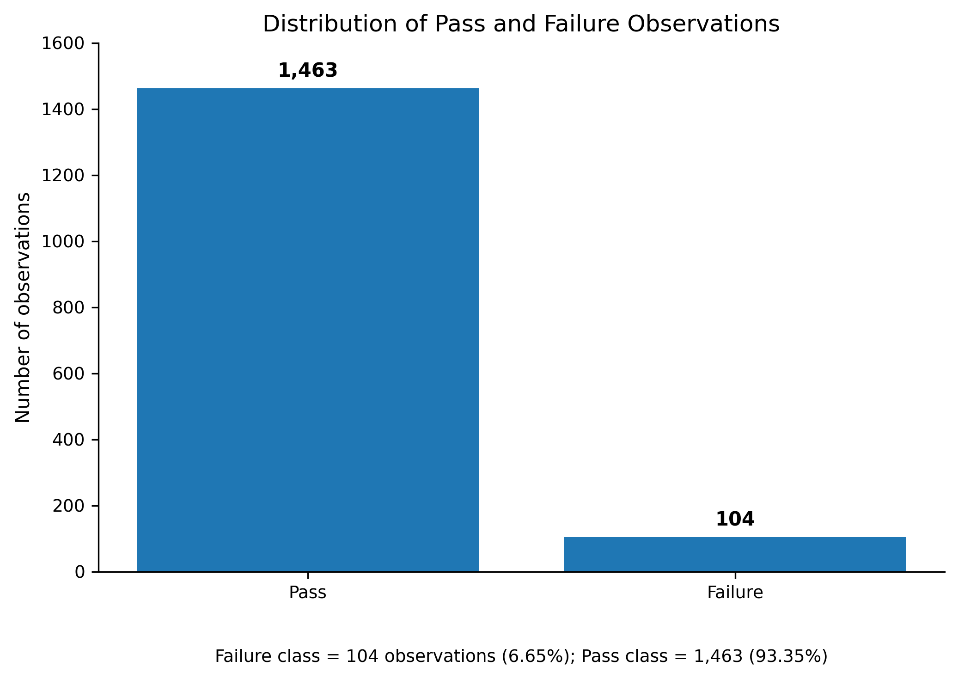 Distribution of Pass and Failure Observations
Number of observations
1600
1400
1200
1000
800
600
400
200
0
1,463
104
Pass
Failure
Failure class = 104 observations (6.65%); Pass class = 1,463 (93.35%)